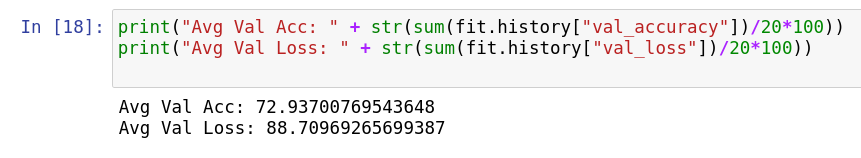 In [18]: print("Avg Val Acc: " + str(sum(fit.history["val_accuracy"])/20*100))
print("Avg Val Loss: " + str(sum(fit.history["val_loss"])/20*100))
Avg Val Acc: 72.93700769543648
Avg Val Loss: 88.70969265699387